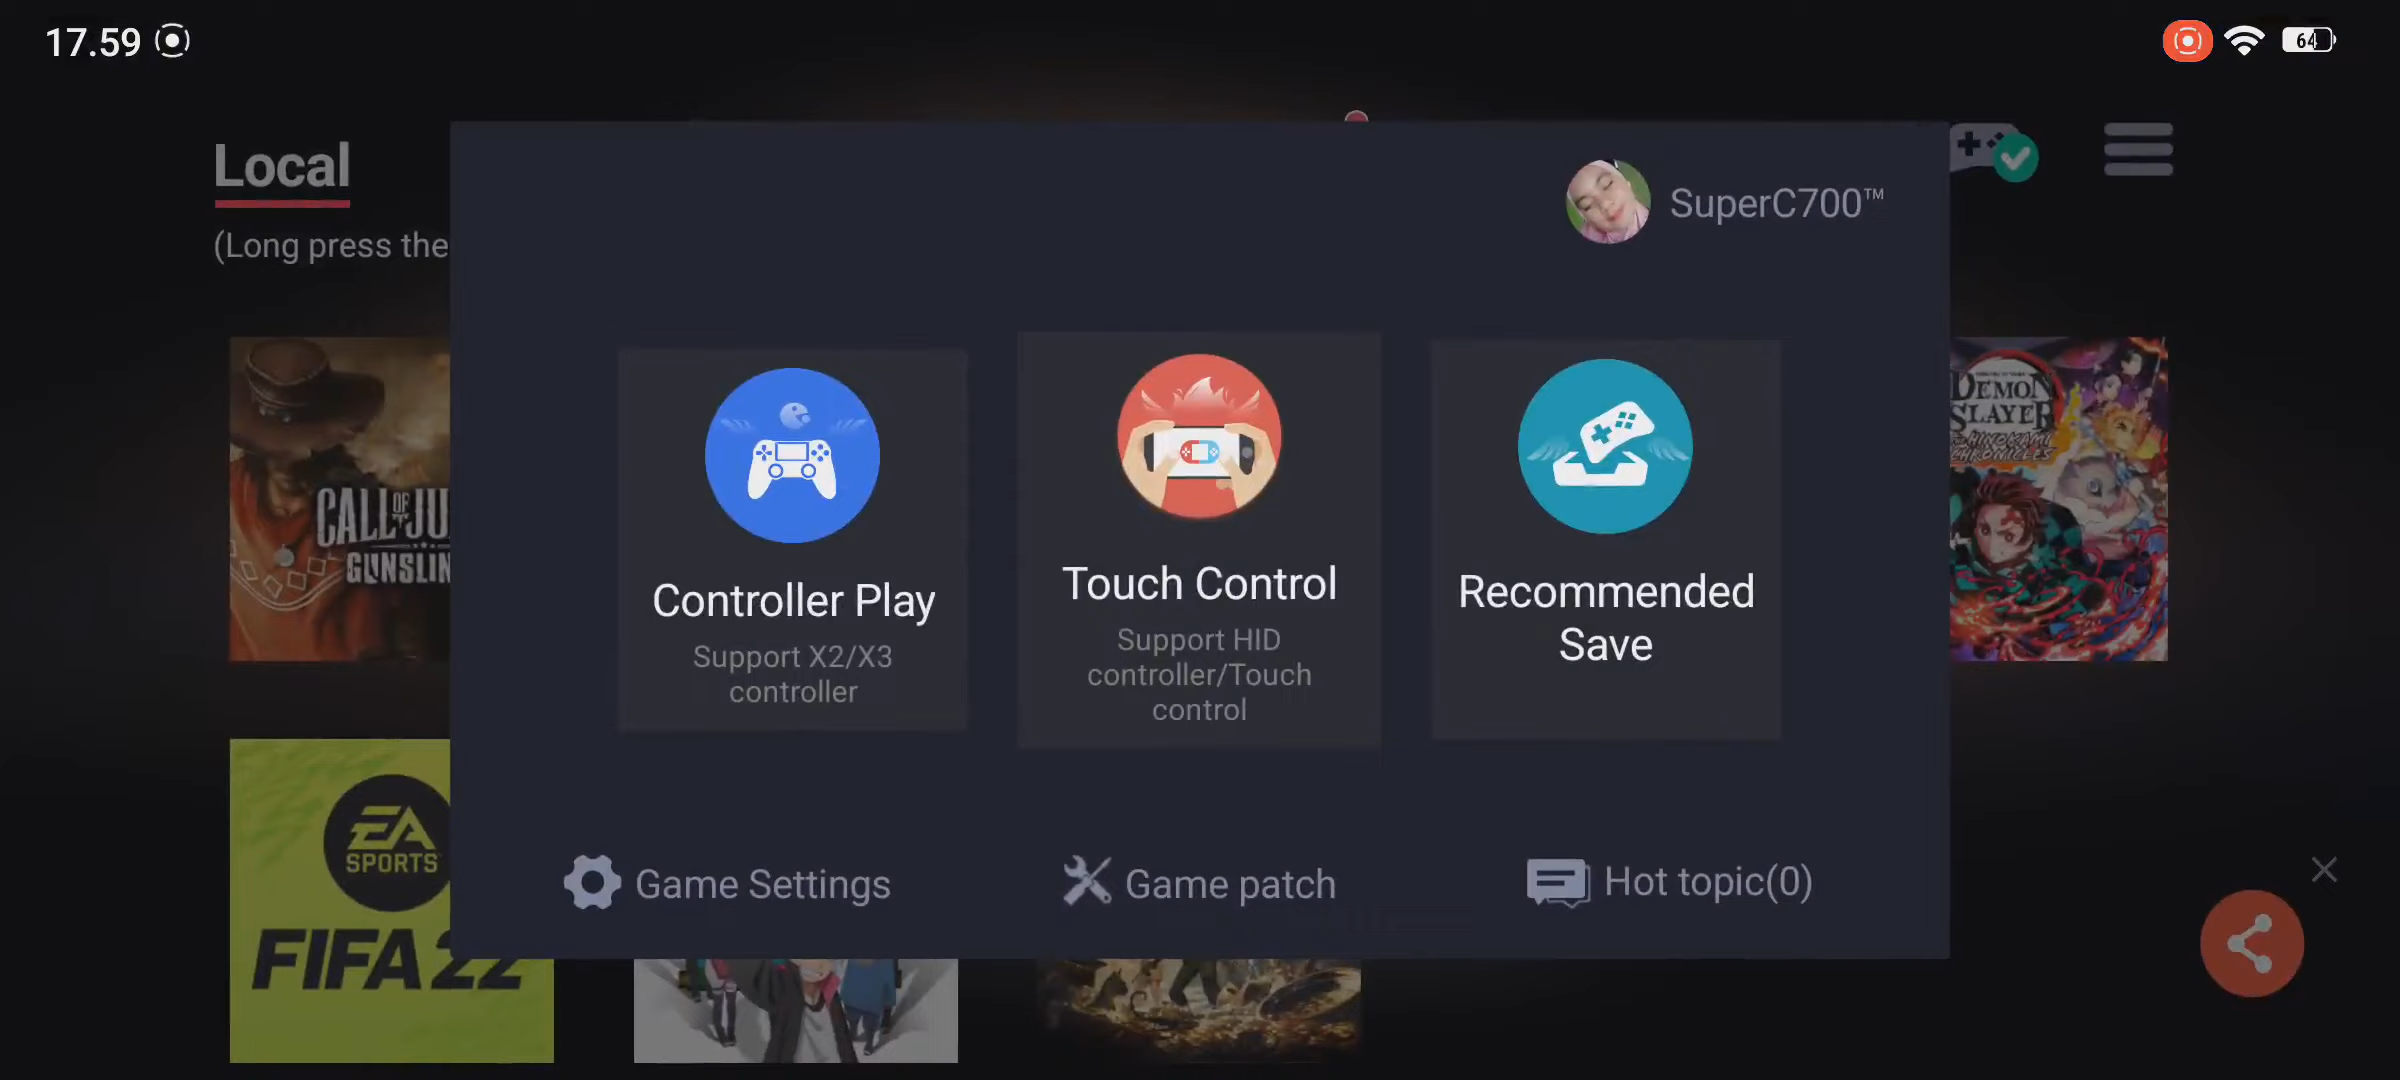 17.59
64
Local
(Long press the
SuperC700™
CALL OF JU
GUNSLIN
DEMON
SLAYER
HINOKAMI
CHRONICLES
Controller Play
Support X2/X3
controller
Touch Control
Support HID
controller/Touch
control
Recommended
Save
EA
SPORTS
FIFA 22
Game Settings
Game patch
Hot topic(0)